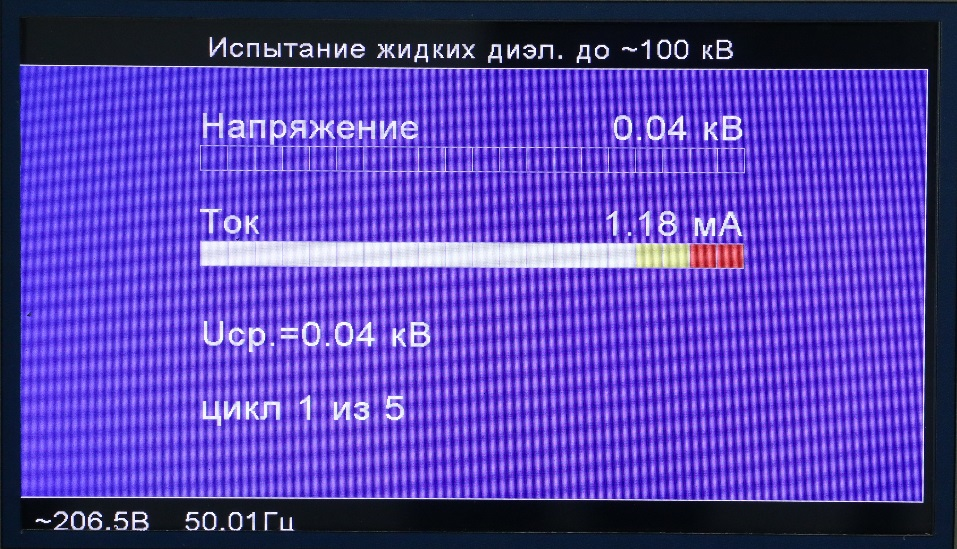 Испытание жидких диэл. до ~100 кВ
Напряжение 0.04 кВ
Ток 1.18 мА
Uср.=0.04 кВ
цикл 1 из 5
~206.5В 50.01Гц